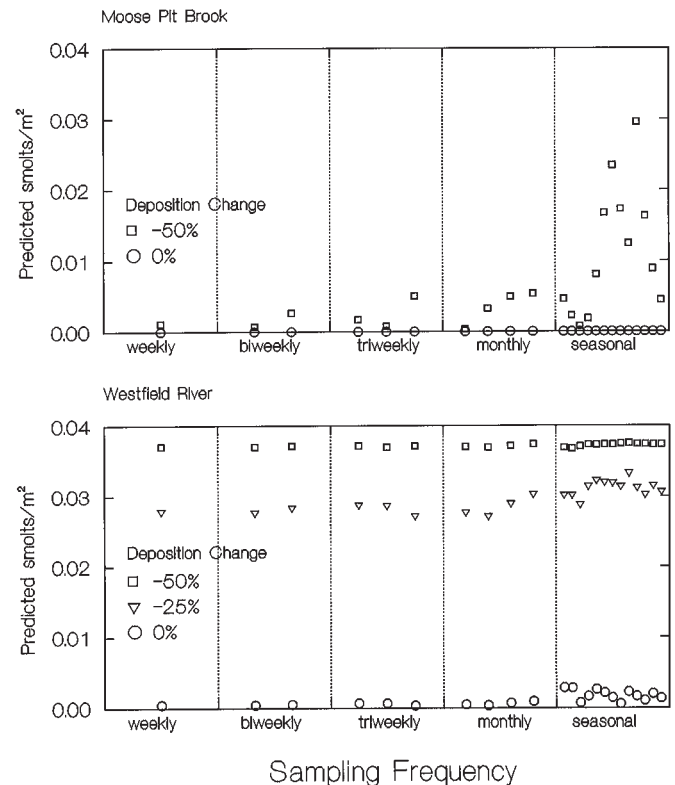 Moose Pit Brook
0.04
0.03
0.02
0.01
0.00
Predicted smolts/m²
Deposition Change
-50%
0%
weekly biweekly triweekly monthly seasonal
Westfield River
0.04
0.03
0.02
0.01
0.00
Predicted smolts/m²
Deposition Change
-50%
-25%
0%
weekly biweekly triweekly monthly seasonal
Sampling Frequency